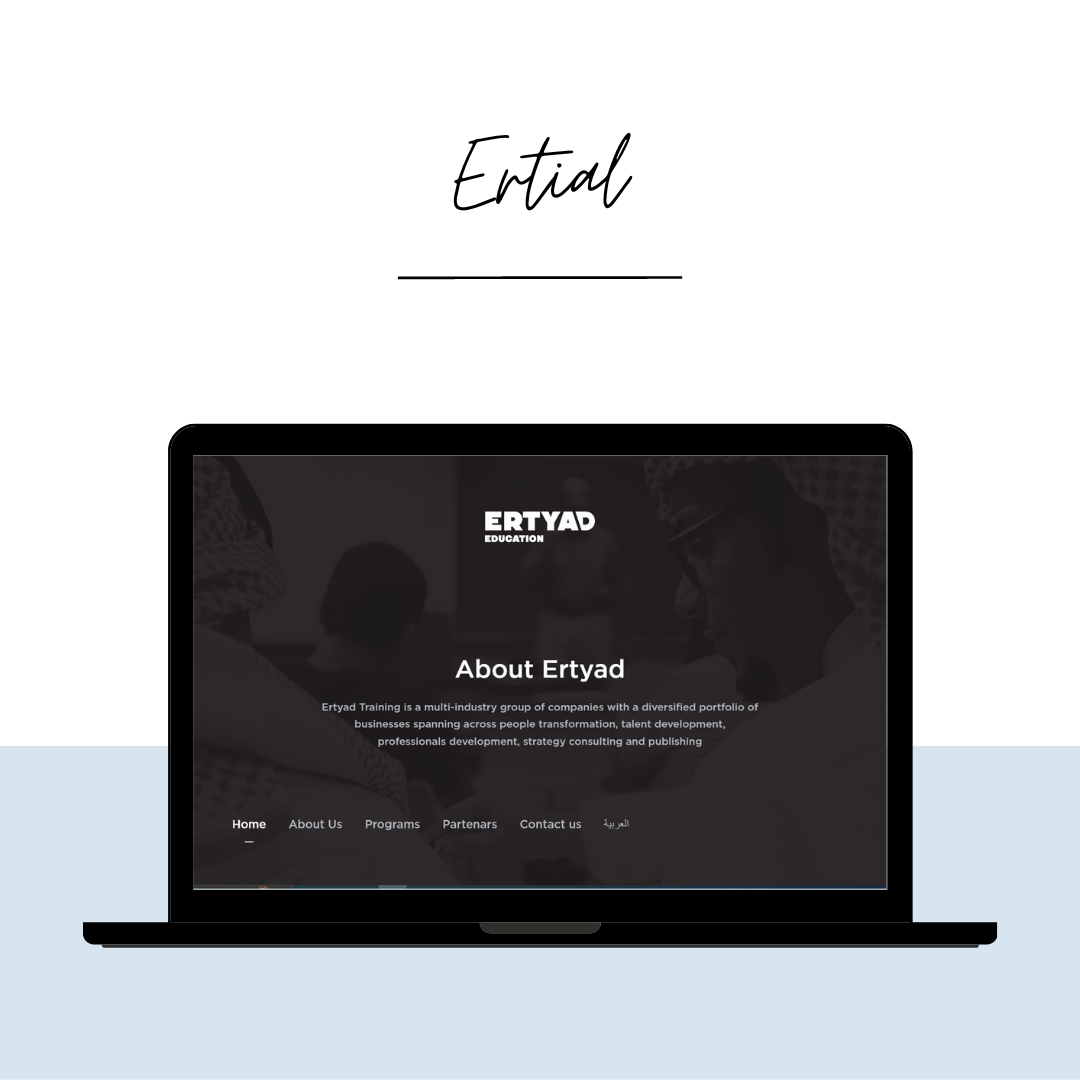 Ertial
ERTYAD
EDUCATION
About Ertyad
Ertyad Training is a multi-industry group of companies with a diversified portfolio of
businesses spanning across people transformation, talent development,
professionals development, strategy consulting and publishing
Home About Us Programs Partenars Contact us العربية